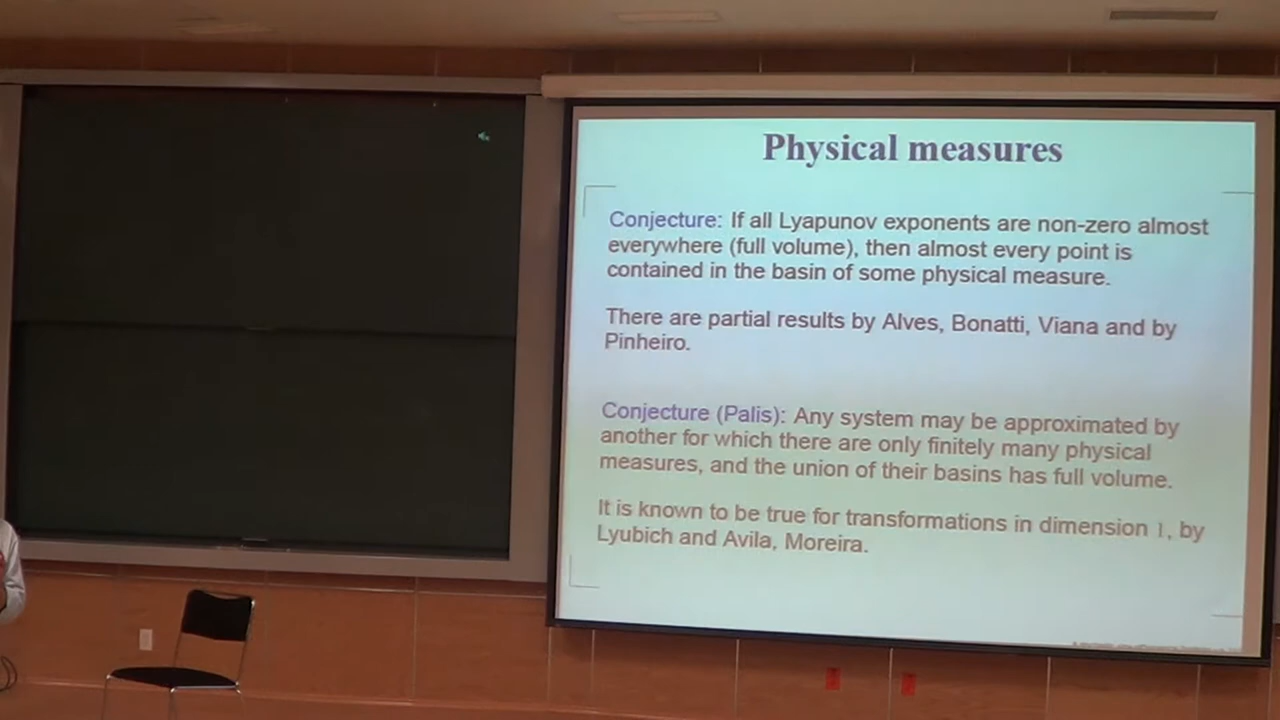 Physical measures
Conjecture: If all Lyapunov exponents are non-zero almost
everywhere (full volume), then almost every point is
contained in the basin of some physical measure.
There are partial results by Alves, Bonatti, Viana and by
Pinheiro.
Conjecture (Palis): Any system may be approximated by
another for which there are only finitely many physical
measures, and the union of their basins has full volume.
It is known to be true for transformations in dimension 1, by
Lyubich and Avila, Moreira.